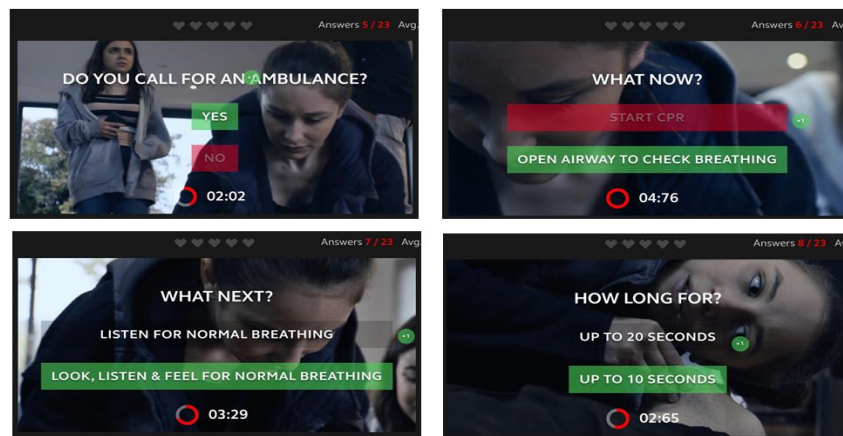 Answers 5 / 23 Avg.
DO YOU CALL FOR AN AMBULANCE?
YES
NO
02:02
Answers 6 / 23
WHAT NOW?
START CPR
+1
OPEN AIRWAY TO CHECK BREATHING
04:76
Answers 7 / 23 Avg.
WHAT NEXT?
LISTEN FOR NORMAL BREATHING
+1
LOOK, LISTEN & FEEL FOR NORMAL BREATHING
03:29
Answers 8 / 23
HOW LONG FOR?
UP TO 20 SECONDS
+1
UP TO 10 SECONDS
02:65